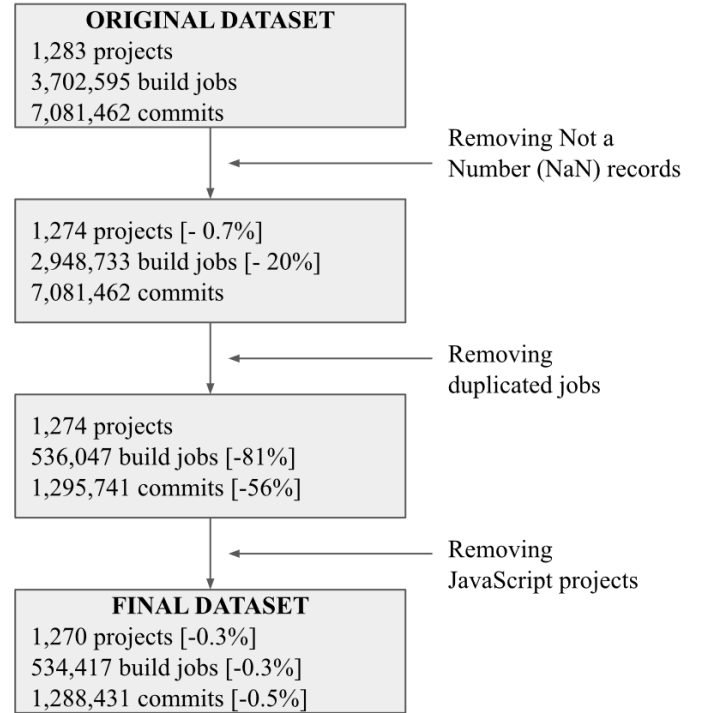 ORIGINAL DATASET
1,283 projects
3,702,595 build jobs
7,081,462 commits
Removing Not a
Number (NaN) records
1,274 projects [- 0.7%]
2,948,733 build jobs [- 20%]
7,081,462 commits
Removing
duplicated jobs
1,274 projects
536,047 build jobs [-81%]
1,295,741 commits [-56%]
Removing
JavaScript projects
FINAL DATASET
1,270 projects [-0.3%]
534,417 build jobs [-0.3%]
1,288,431 commits [-0.5%]